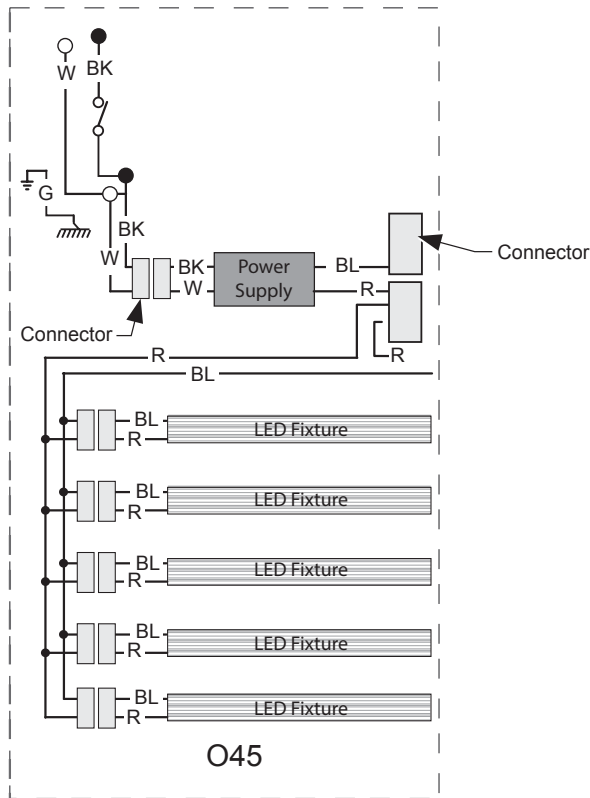 W
BK
G
BK
W
BK
W
Power
Supply
BL
R
Connector
Connector
R
R
BL
BL
R
LED Fixture
BL
R
LED Fixture
BL
R
LED Fixture
BL
R
LED Fixture
BL
R
LED Fixture
O45